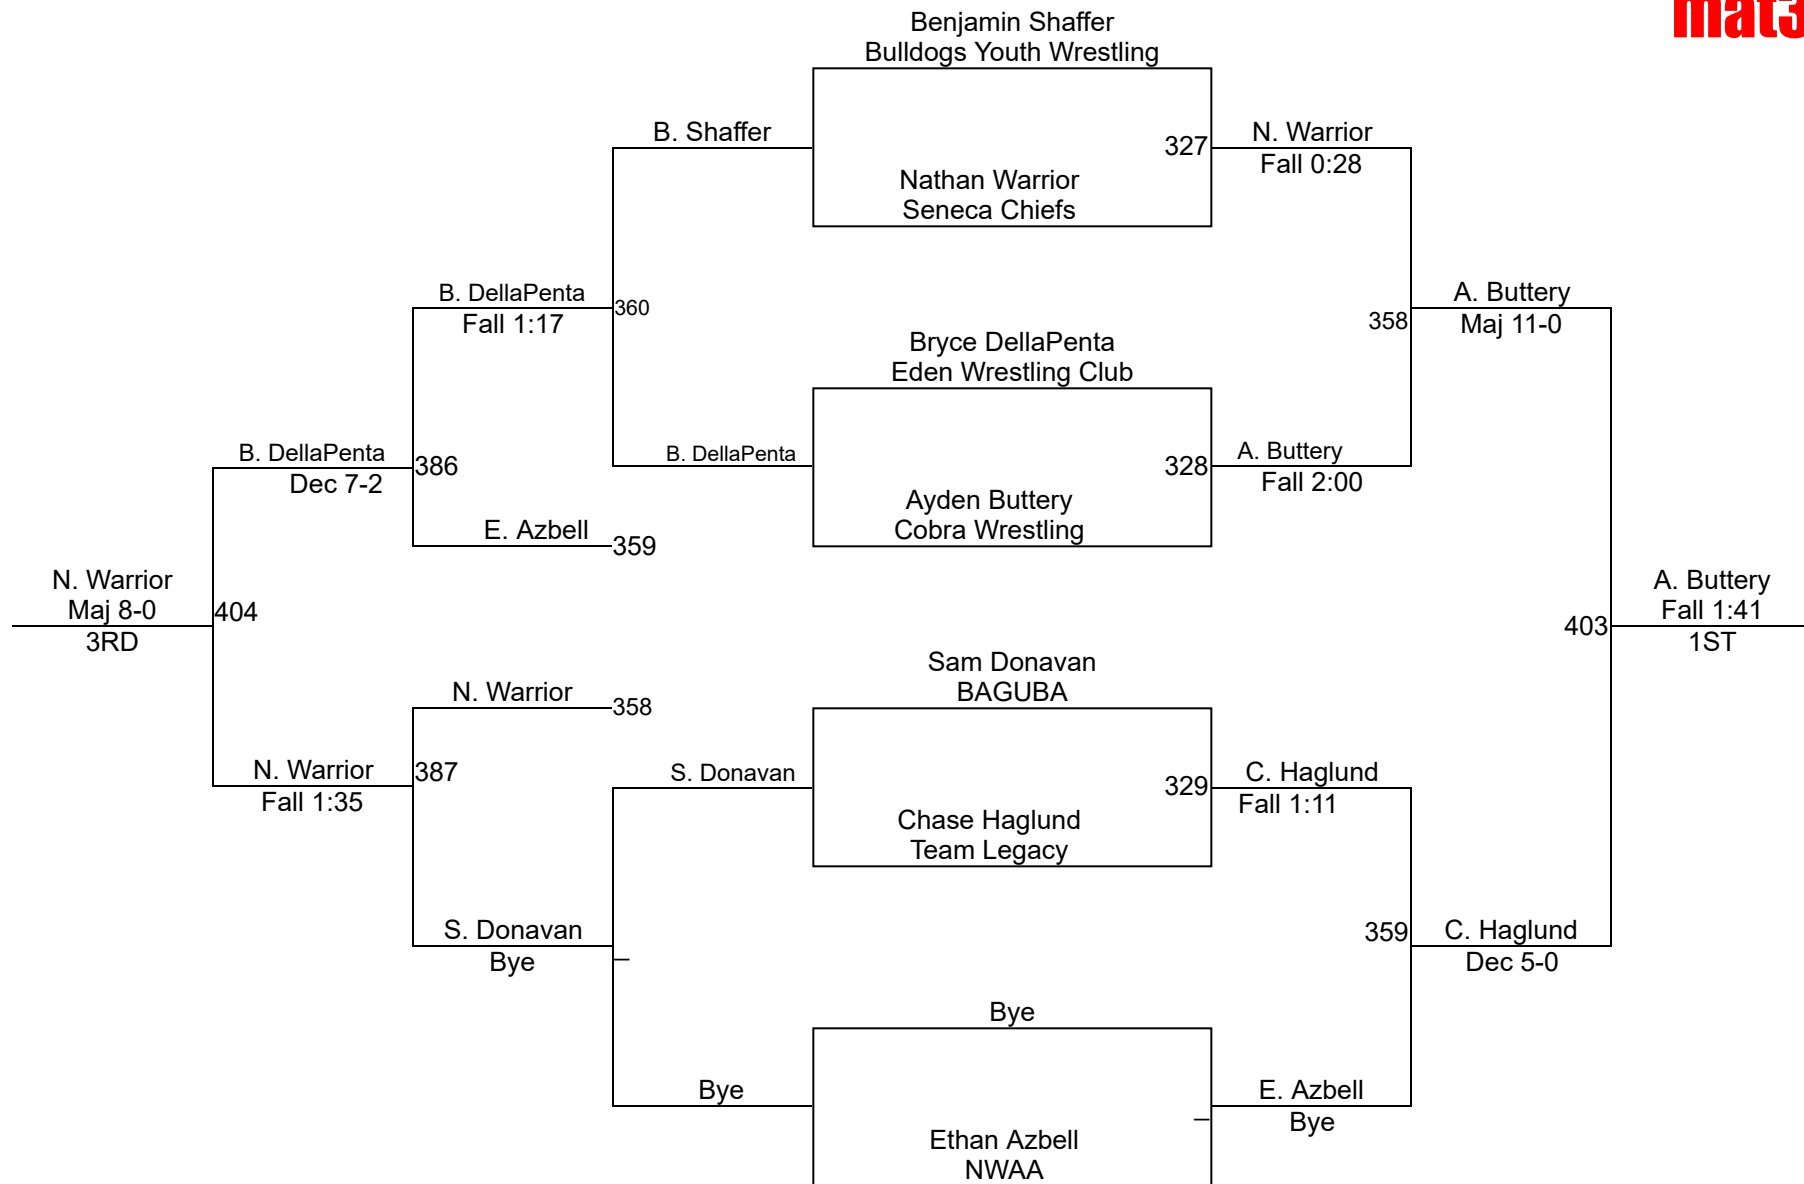 mat3
Benjamin Shaffer
Bulldogs Youth Wrestling
B. Shaffer
327
N. Warrior
Fall 0:28
Nathan Warrior
Seneca Chiefs
B. DellaPenta
Fall 1:17
360
358
A. Buttery
Maj 11-0
Bryce DellaPenta
Eden Wrestling Club
B. DellaPenta
Dec 7-2
386
B. DellaPenta
328
A. Buttery
Fall 2:00
Ayden Buttery
Cobra Wrestling
E. Azbell
359
N. Warrior
Maj 8-0
3RD
404
403
A. Buttery
Fall 1:41
1ST
Sam Donavan
BAGUBA
N. Warrior
358
N. Warrior
Fall 1:35
387
S. Donavan
329
C. Haglund
Fall 1:11
Chase Haglund
Team Legacy
S. Donavan
Bye
359
C. Haglund
Dec 5-0
Bye
Bye
E. Azbell
Bye
Ethan Azbell
NWAA